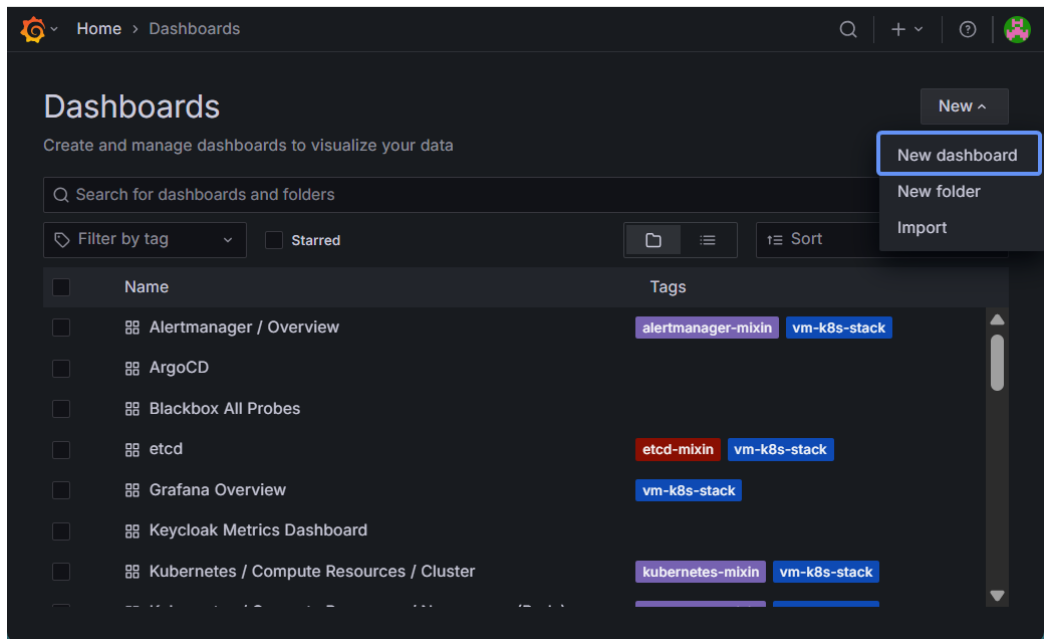 Home › Dashboards
Dashboards
New
Create and manage dashboards to visualize your data
New dashboard
Search for dashboards and folders
New folder
Import
Filter by tag
Starred
Sort
Name Tags
Alertmanager / Overview alertmanager-mixin vm-k8s-stack
ArgoCD
Blackbox All Probes
etcd etcd-mixin vm-k8s-stack
Grafana Overview vm-k8s-stack
Keycloak Metrics Dashboard
Kubernetes / Compute Resources / Cluster kubernetes-mixin vm-k8s-stack